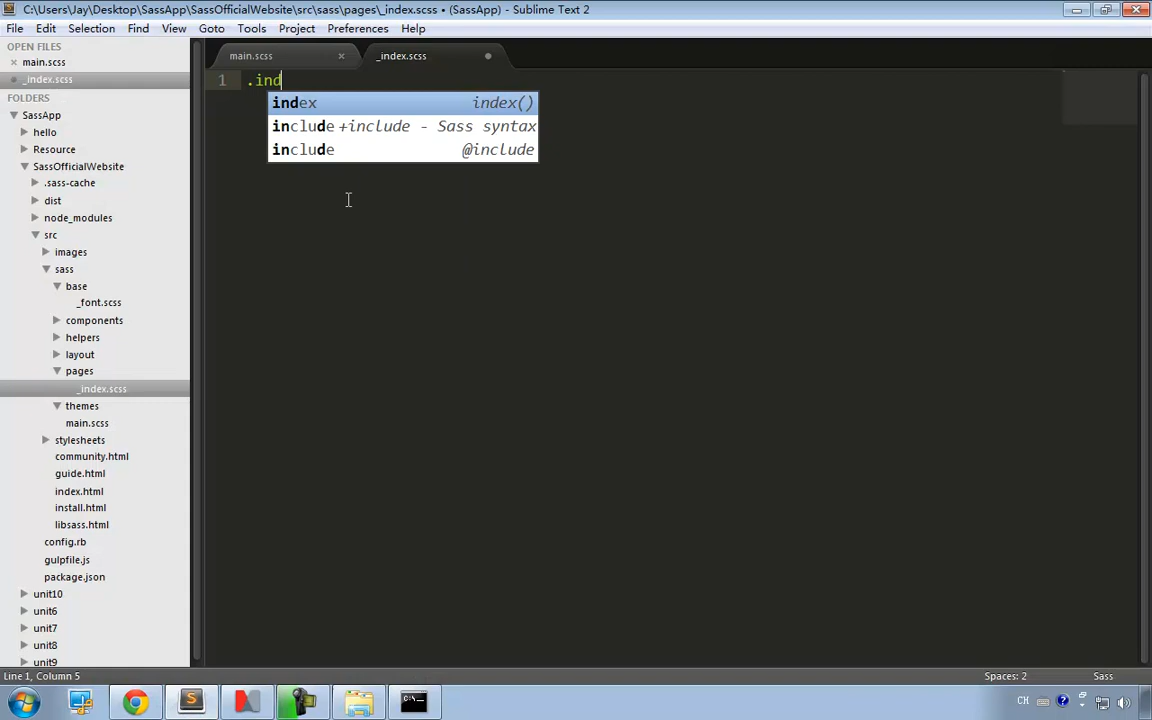 C:\Users\Jay\Desktop\SassApp\SassOfficialWebsite\src\sass\pages\_index.scss • (SassApp) - Sublime Text 2
File Edit Selection View Goto Tools Project Preferences Help
OPEN FILES
main.scss
_index.scss
FOLDERS
SassApp
hello
Resource
SassOfficialWebsite
.sass-cache
dist
node_modules
src
images
sass
base
_font.scss
components
helpers
layout
pages
_index.scss
themes
main.scss
stylesheets
community.html
guide.html
index.html
install.html
libsass.html
config.rb
gulpfile.js
package.json
unit10
unit6
unit7
unit8
unit9
main.scss _index.scss
1 .ind
index index()
include +include - Sass syntax
include @include
Line 1, Column 5 Spaces: 2 Sass
CH